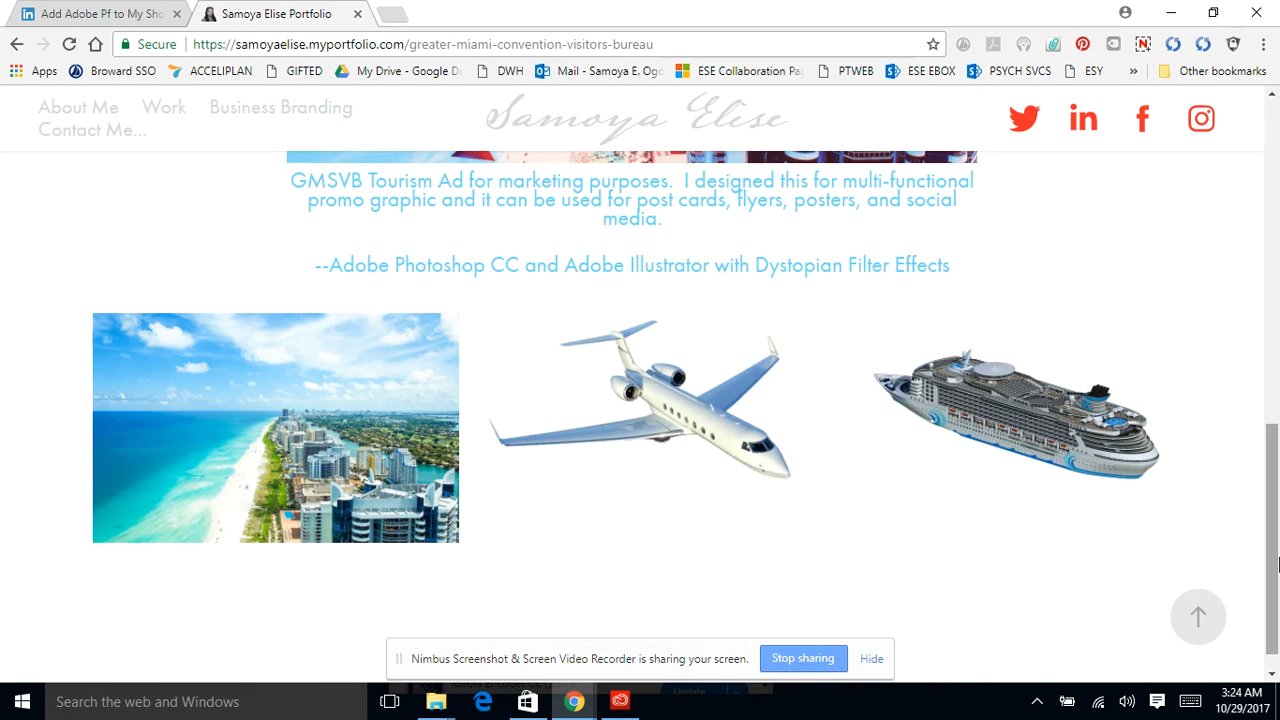 Add Adobe Pf to My Sho
Samoya Elise Portfolio
Secure
https://samoyaelise.myportfolio.com/greater-miami-convention-visitors-bureau
Apps
Broward SSO
ACCELIPLAN
GIFTED
My Drive - Google D
DWH
Mail - Samoya E. Ogo
ESE Collaboration Pag
PTWEB
ESE EBOX
PSYCH SVCS
ESY
»
Other bookmarks
About Me
Work
Business Branding
Contact Me...
Samoya Elise
GMSVB Tourism Ad for marketing purposes. I designed this for multi-functional
promo graphic and it can be used for post cards, flyers, posters, and social
media.
--Adobe Photoshop CC and Adobe Illustrator with Dystopian Filter Effects
Nimbus Screenshot & Screen Video Recorder is sharing your screen.
Stop sharing
Hide
Update
Search the web and Windows
3:24 AM
10/29/2017